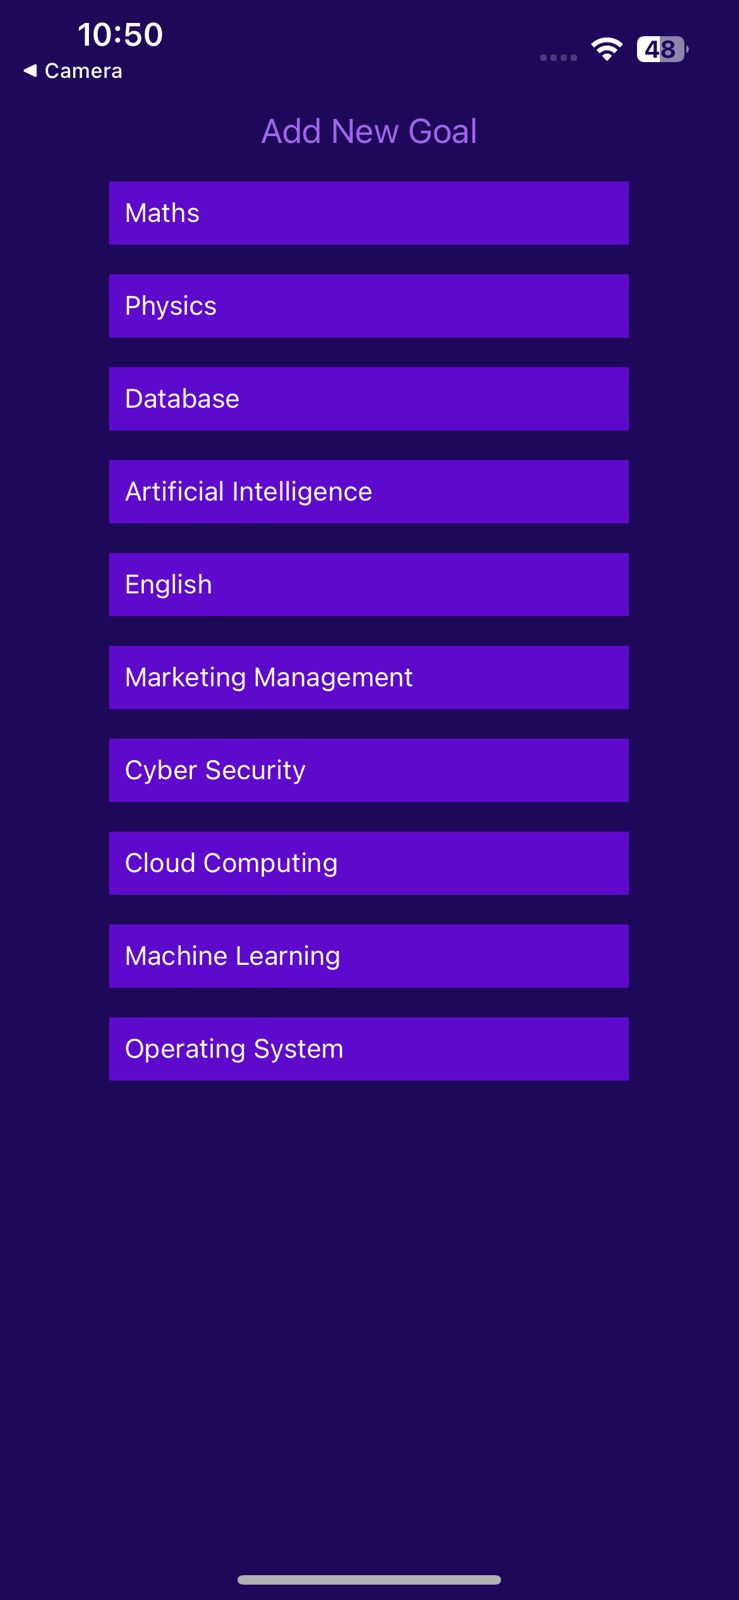 10:50
48
◀ Camera
Add New Goal
Maths
Physics
Database
Artificial Intelligence
English
Marketing Management
Cyber Security
Cloud Computing
Machine Learning
Operating System